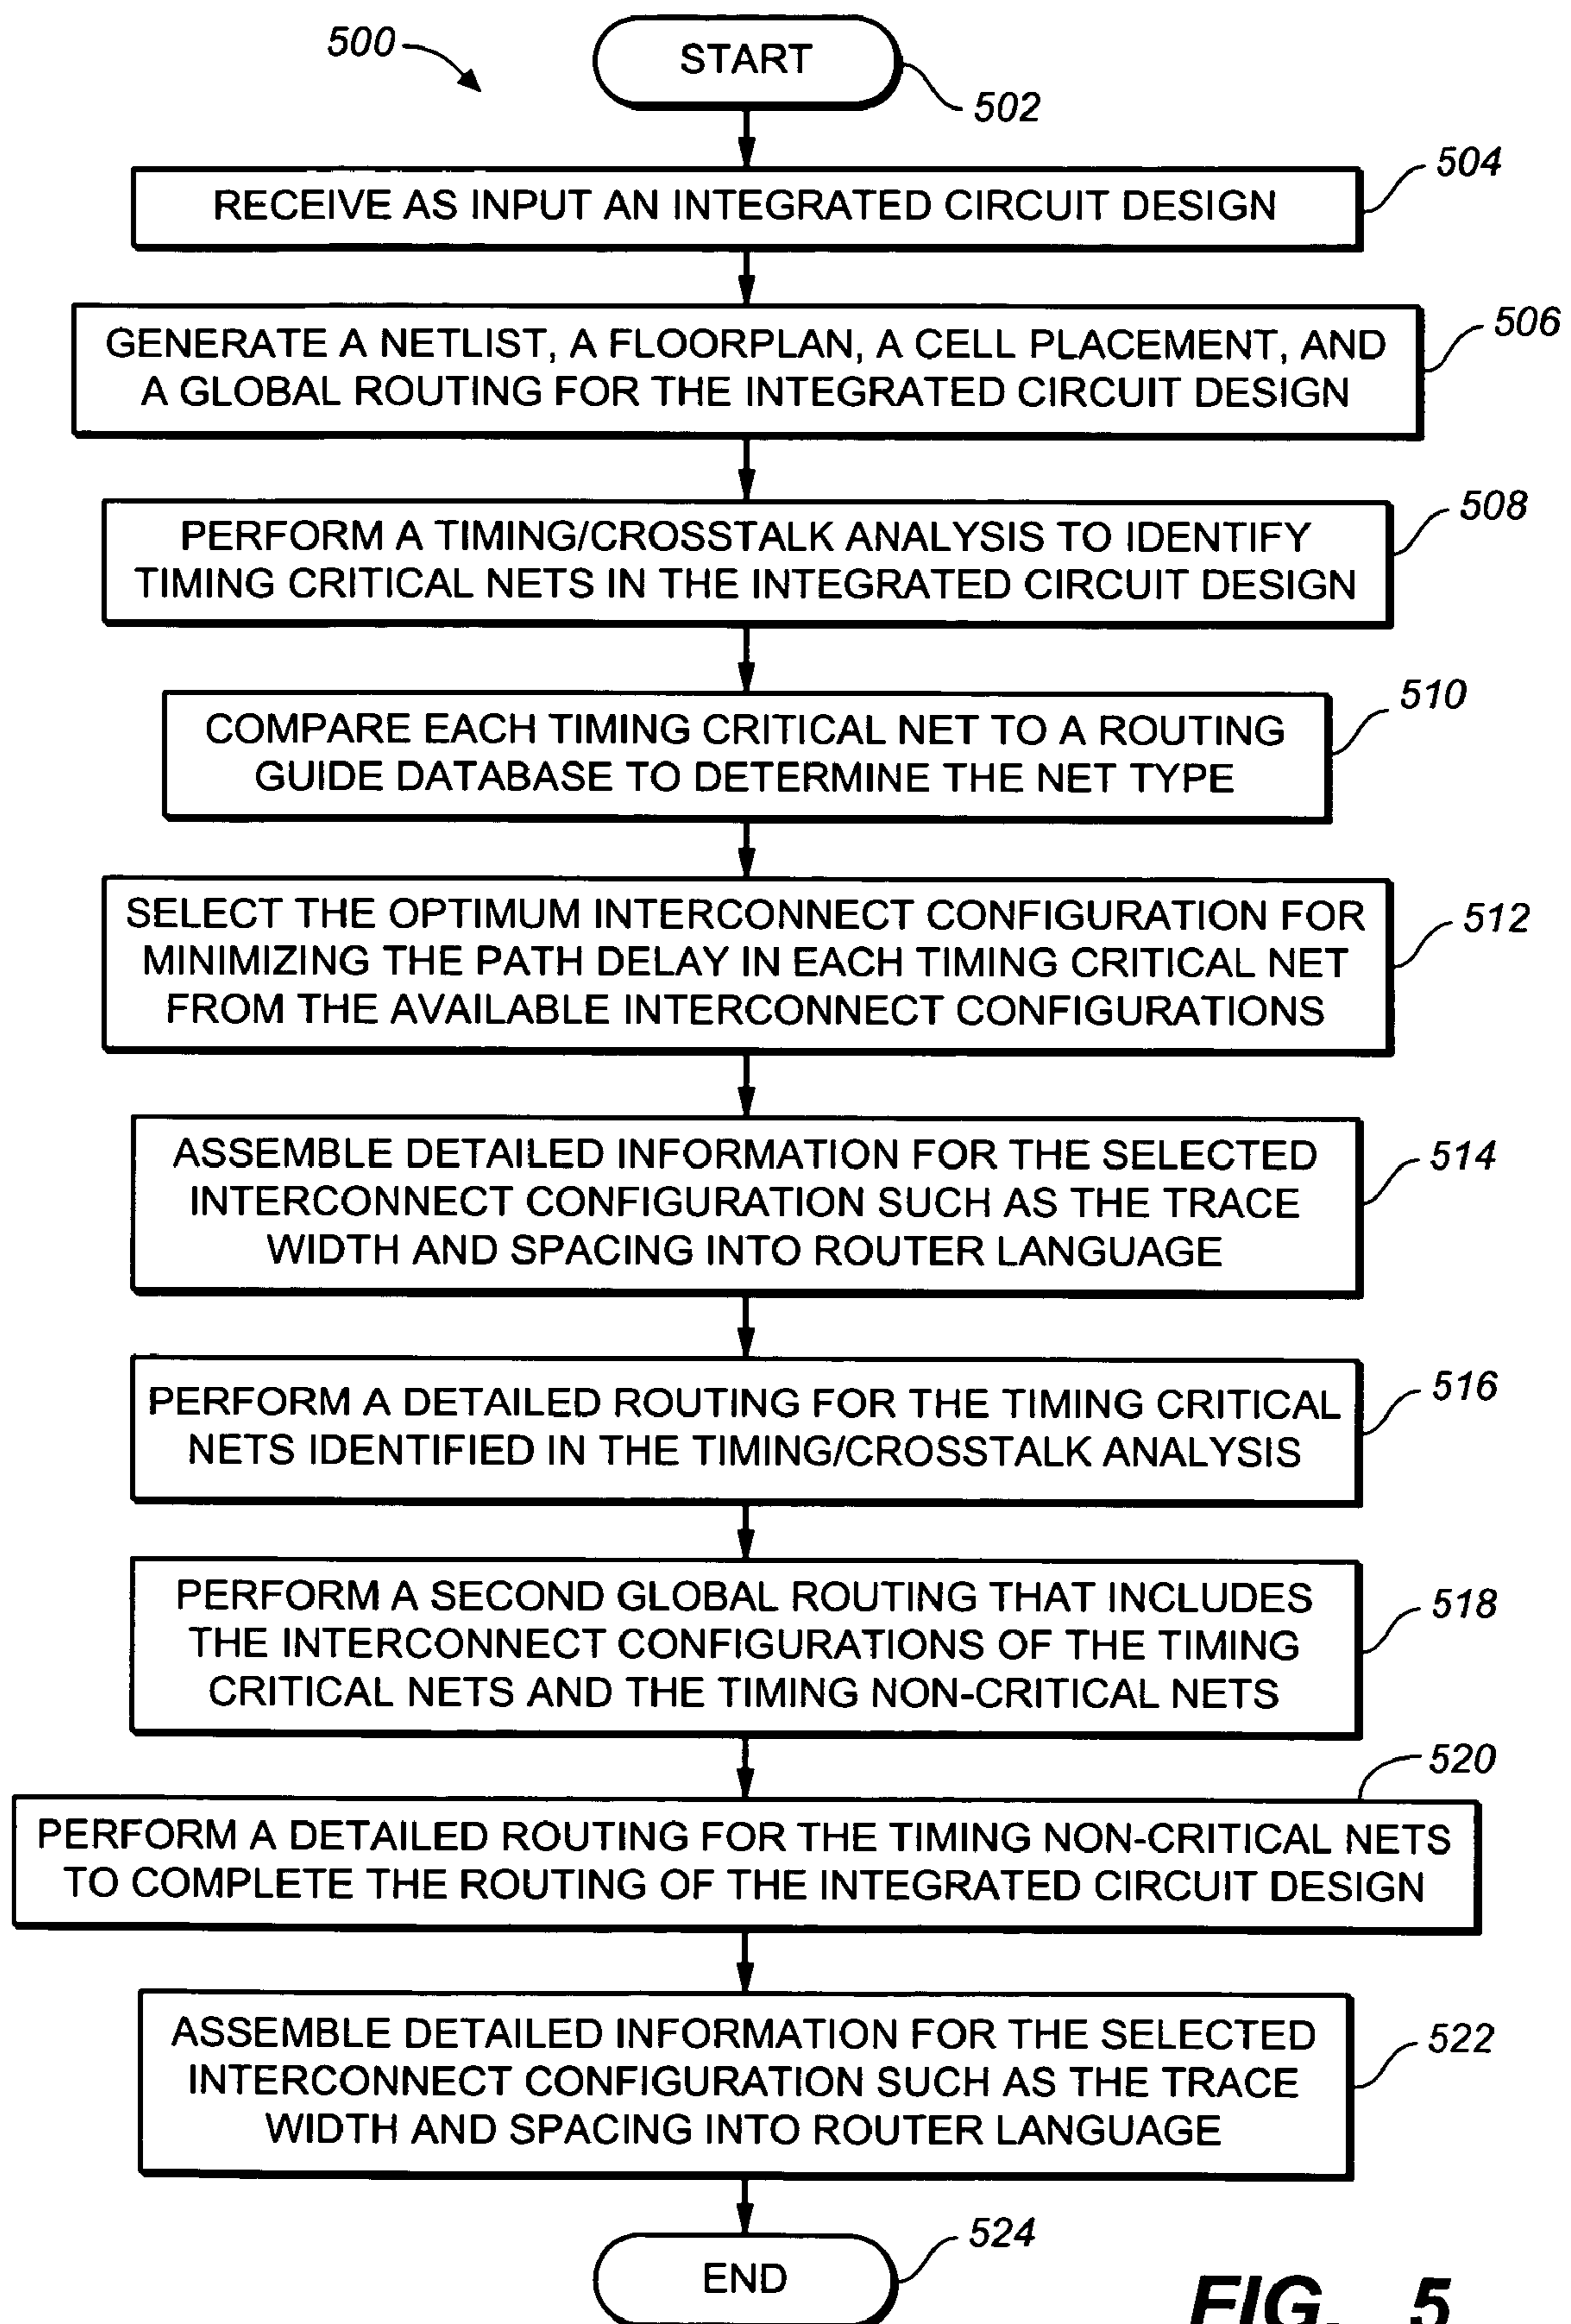 500
START
502
504
RECEIVE AS INPUT AN INTEGRATED CIRCUIT DESIGN
506
GENERATE A NETLIST, A FLOORPLAN, A CELL PLACEMENT, AND
A GLOBAL ROUTING FOR THE INTEGRATED CIRCUIT DESIGN
508
PERFORM A TIMING/CROSSTALK ANALYSIS TO IDENTIFY
TIMING CRITICAL NETS IN THE INTEGRATED CIRCUIT DESIGN
510
COMPARE EACH TIMING CRITICAL NET TO A ROUTING
GUIDE DATABASE TO DETERMINE THE NET TYPE
512
SELECT THE OPTIMUM INTERCONNECT CONFIGURATION FOR
MINIMIZING THE PATH DELAY IN EACH TIMING CRITICAL NET
FROM THE AVAILABLE INTERCONNECT CONFIGURATIONS
514
ASSEMBLE DETAILED INFORMATION FOR THE SELECTED
INTERCONNECT CONFIGURATION SUCH AS THE TRACE
WIDTH AND SPACING INTO ROUTER LANGUAGE
516
PERFORM A DETAILED ROUTING FOR THE TIMING CRITICAL
NETS IDENTIFIED IN THE TIMING/CROSSTALK ANALYSIS
518
PERFORM A SECOND GLOBAL ROUTING THAT INCLUDES
THE INTERCONNECT CONFIGURATIONS OF THE TIMING
CRITICAL NETS AND THE TIMING NON-CRITICAL NETS
520
PERFORM A DETAILED ROUTING FOR THE TIMING NON-CRITICAL NETS
TO COMPLETE THE ROUTING OF THE INTEGRATED CIRCUIT DESIGN
522
ASSEMBLE DETAILED INFORMATION FOR THE SELECTED
INTERCONNECT CONFIGURATION SUCH AS THE TRACE
WIDTH AND SPACING INTO ROUTER LANGUAGE
524
END
FIG. 5